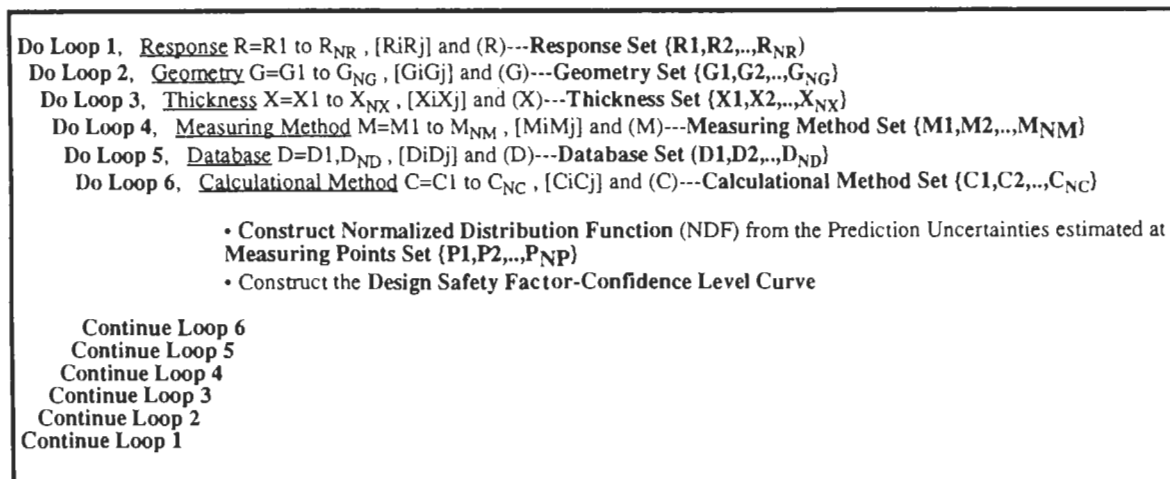 Do Loop 1, Response R=R1 to R_NR , [RiRj] and (R)---Response Set {R1,R2,..,R_NR)
Do Loop 2, Geometry G=G1 to G_NG , [GiGj] and (G)---Geometry Set {G1,G2,..,G_NG}
Do Loop 3, Thickness X=X1 to X_NX , [XiXj] and (X)---Thickness Set {X1,X2,..,X_NX}
Do Loop 4, Measuring Method M=M1 to M_NM , [MiMj] and (M)---Measuring Method Set {M1,M2,..,M_NM}
Do Loop 5, Database D=D1,D_ND , [DiDj] and (D)---Database Set (D1,D2,..,D_ND}
Do Loop 6, Calculational Method C=C1 to C_NC , [CiCj] and (C)---Calculational Method Set {C1,C2,..,C_NC}
• Construct Normalized Distribution Function (NDF) from the Prediction Uncertainties estimated at
Measuring Points Set {P1,P2,..,P_NP}
• Construct the Design Safety Factor-Confidence Level Curve
Continue Loop 6
Continue Loop 5
Continue Loop 4
Continue Loop 3
Continue Loop 2
Continue Loop 1